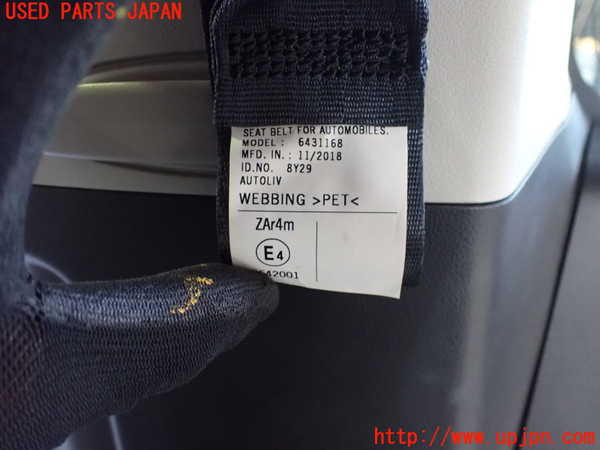 USED PARTS JAPAN
SEAT BELT FOR AUTOMOBILES.
MODEL : 6431168
MFD. IN. : 11/2018
ID.NO. 8Y29
AUTOLIV
WEBBING >PET<
ZAr4m
E4
642001
http://www.upjpn.com/